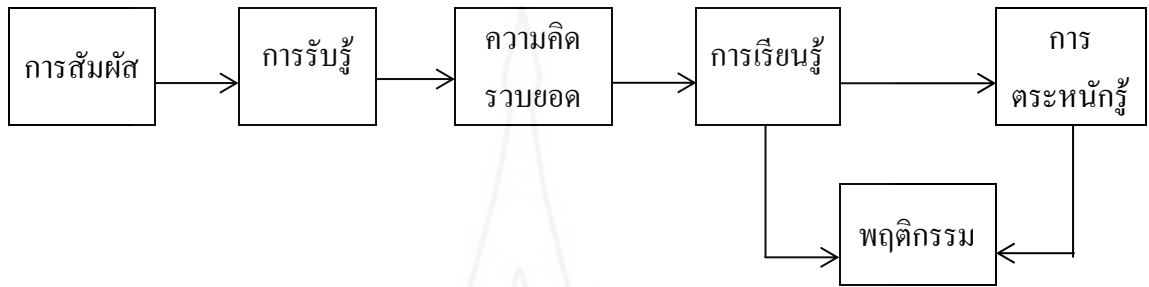 การสัมผัส
การรับรู้
ความคิด
รวบยอด
การเรียนรู้
การ
ตระหนักรู้
พฤติกรรม